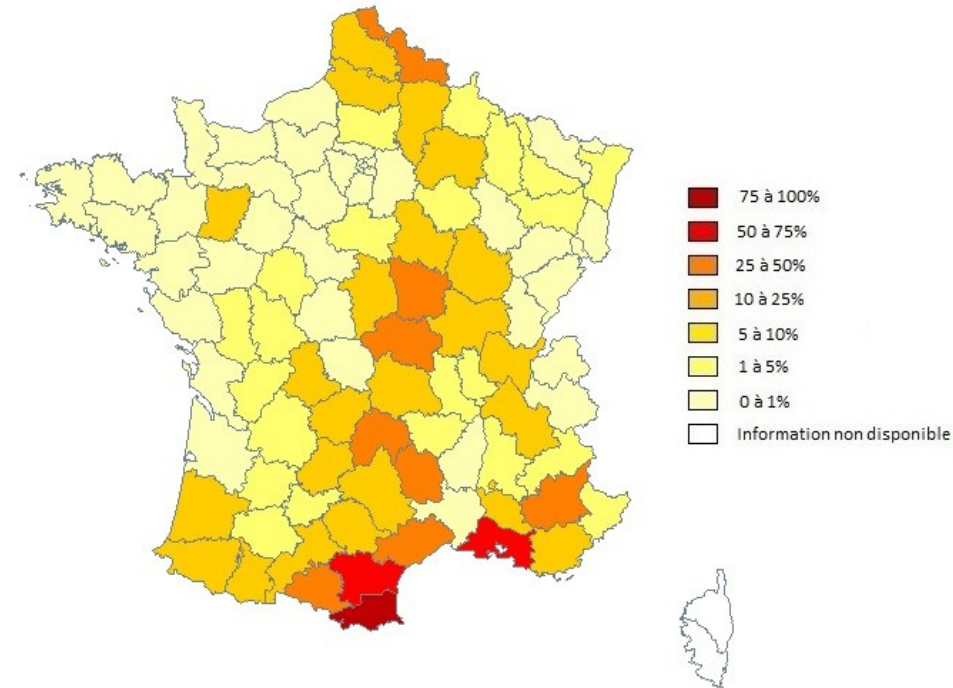 75 à 100%
50 à 75%
25 à 50%
10 à 25%
5 à 10%
1 à 5%
0 à 1%
Information non disponible